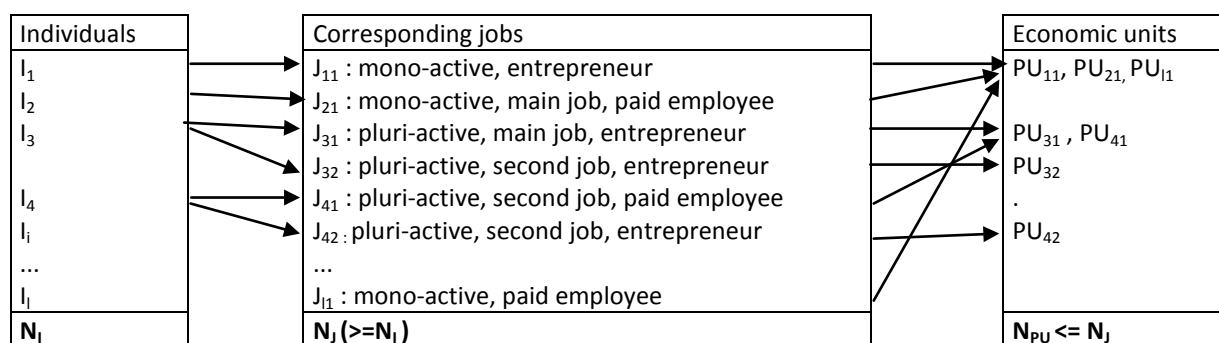 Individuals
I1
I2
I3
I4
Ii
...
Il
NI
Corresponding jobs
J11 : mono-active, entrepreneur
J21 : mono-active, main job, paid employee
J31 : pluri-active, main job, entrepreneur
J32 : pluri-active, second job, entrepreneur
J41 : pluri-active, second job, paid employee
J42 : pluri-active, second job, entrepreneur
...
JI1 : mono-active, paid employee
NJ (>=NI )
Economic units
PU11, PU21, PUI1
PU31 , PU41
PU32
.
PU42
NPU <= NJ